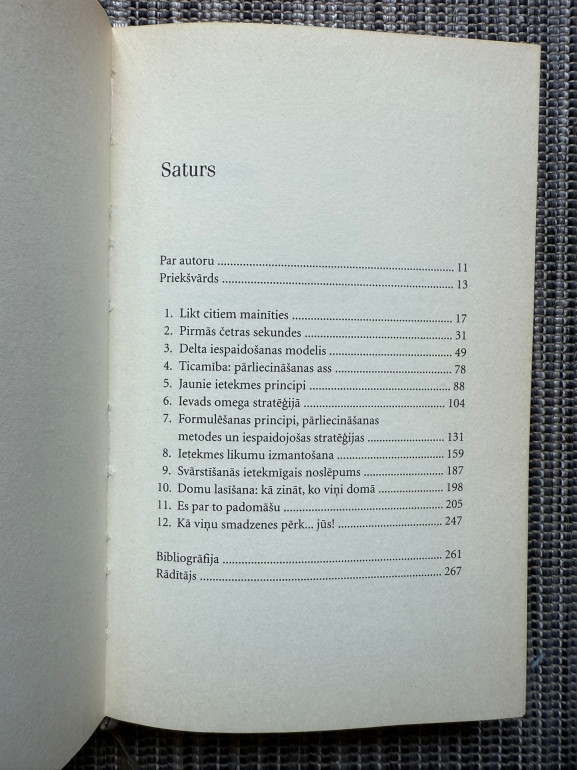 Saturs
Par autoru ........ 11
Priekšvārds ........ 13
1. Likt citiem mainīties ........ 17
2. Pirmās četras sekundes ........ 31
3. Delta iespaidošanas modelis ........ 49
4. Ticamība: pārliecināšanas ass ........ 78
5. Jaunie ietekmes principi ........ 88
6. Ievads omega stratēģijā ........ 104
7. Formulēšanas principi, pārliecināšanas
metodes un iespaidojošas stratēģijas ........ 131
8. Ietekmes likumu izmantošana ........ 159
9. Svārstīšanās ietekmīgais noslēpums ........ 187
10. Domu lasīšana: kā zināt, ko viņi domā ........ 198
11. Es par to padomāšu ........ 205
12. Kā viņu smadzenes pērk... jūs! ........ 247
Bibliogrāfija ........ 261
Rādītājs ........ 267